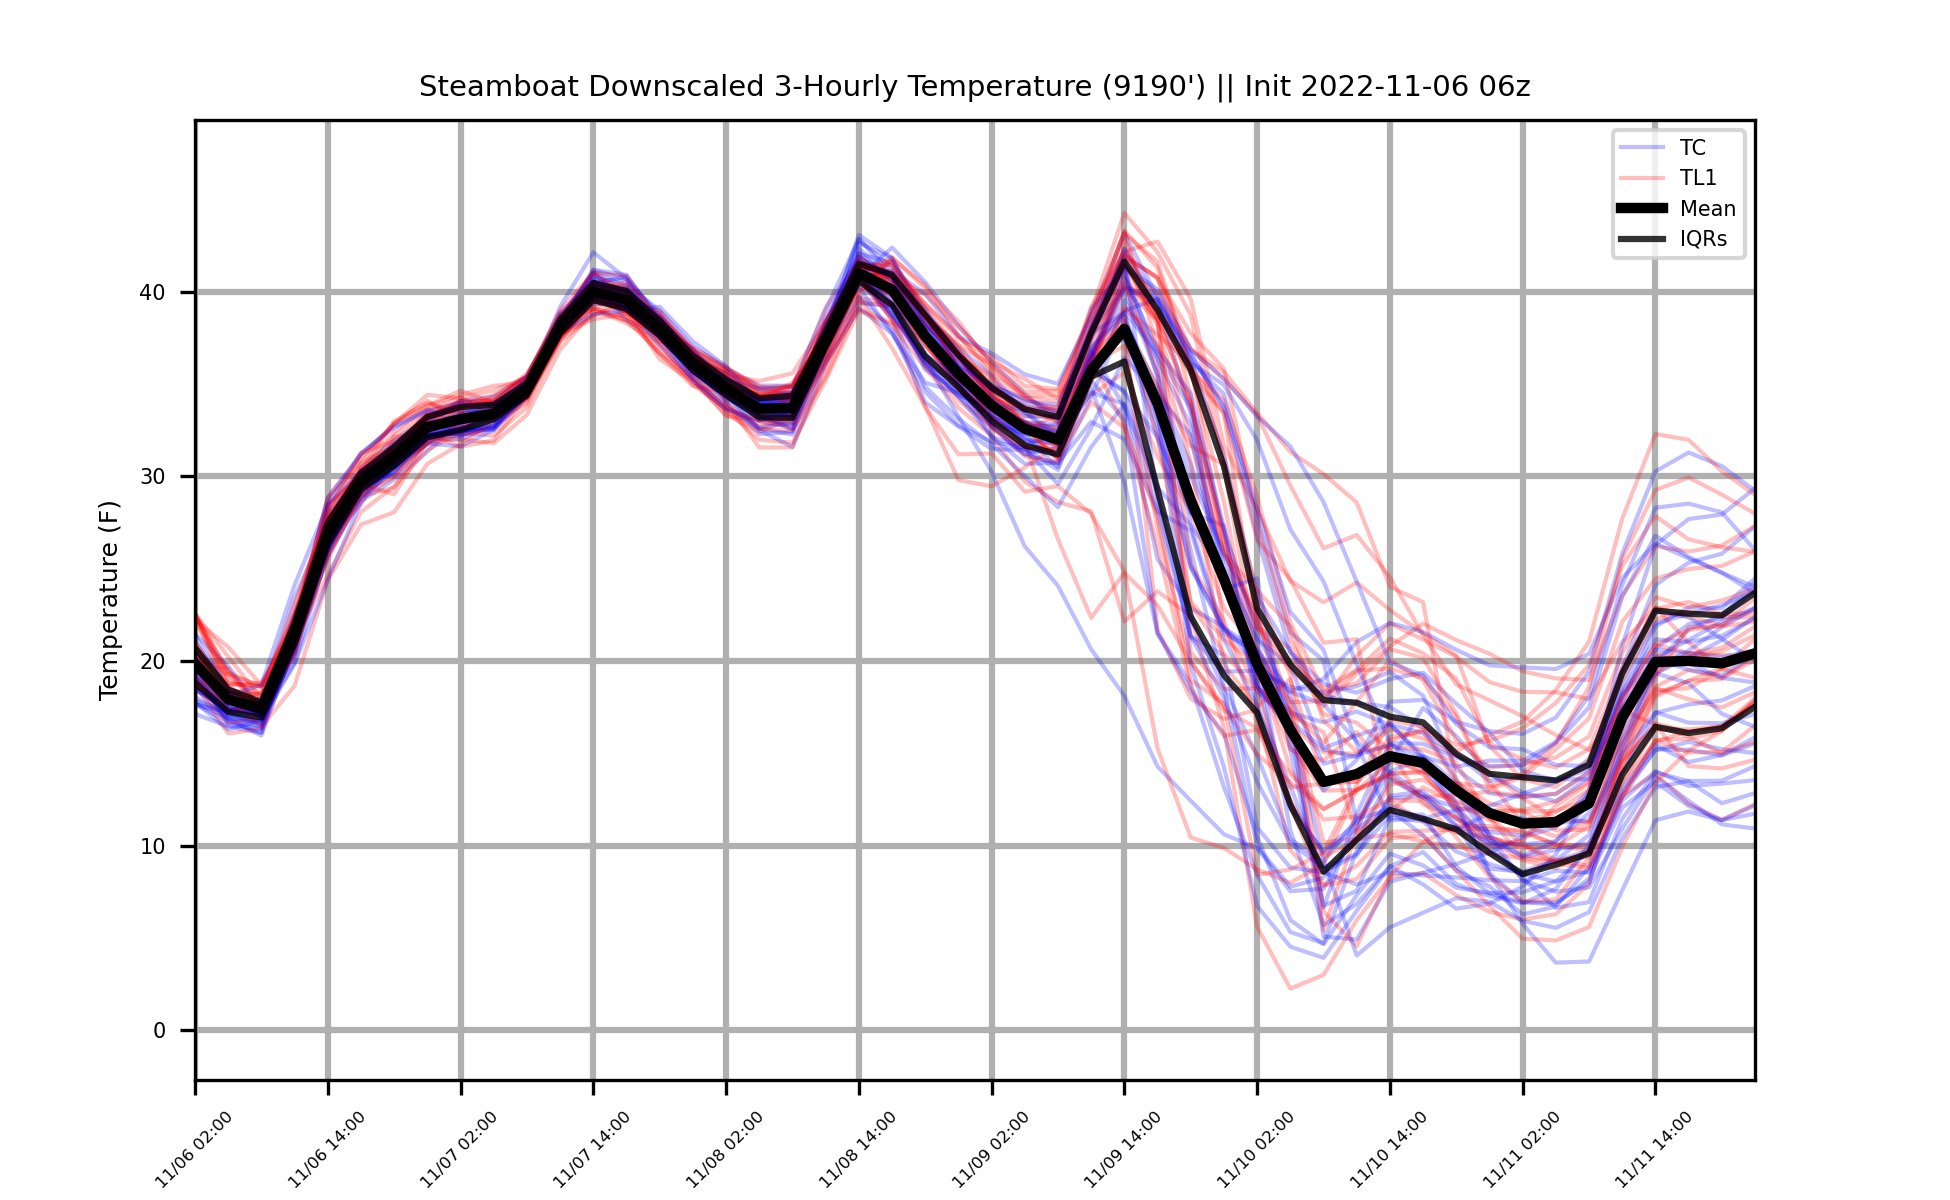 Steamboat Downscaled 3-Hourly Temperature (9190') || Init 2022-11-06 06z
TC
TL1
Mean
IQRs
Temperature (F)
40
30
20
10
0
11/06 02:00
11/06 14:00
11/07 02:00
11/07 14:00
11/08 02:00
11/08 14:00
11/09 02:00
11/09 14:00
11/10 02:00
11/10 14:00
11/11 02:00
11/11 14:00